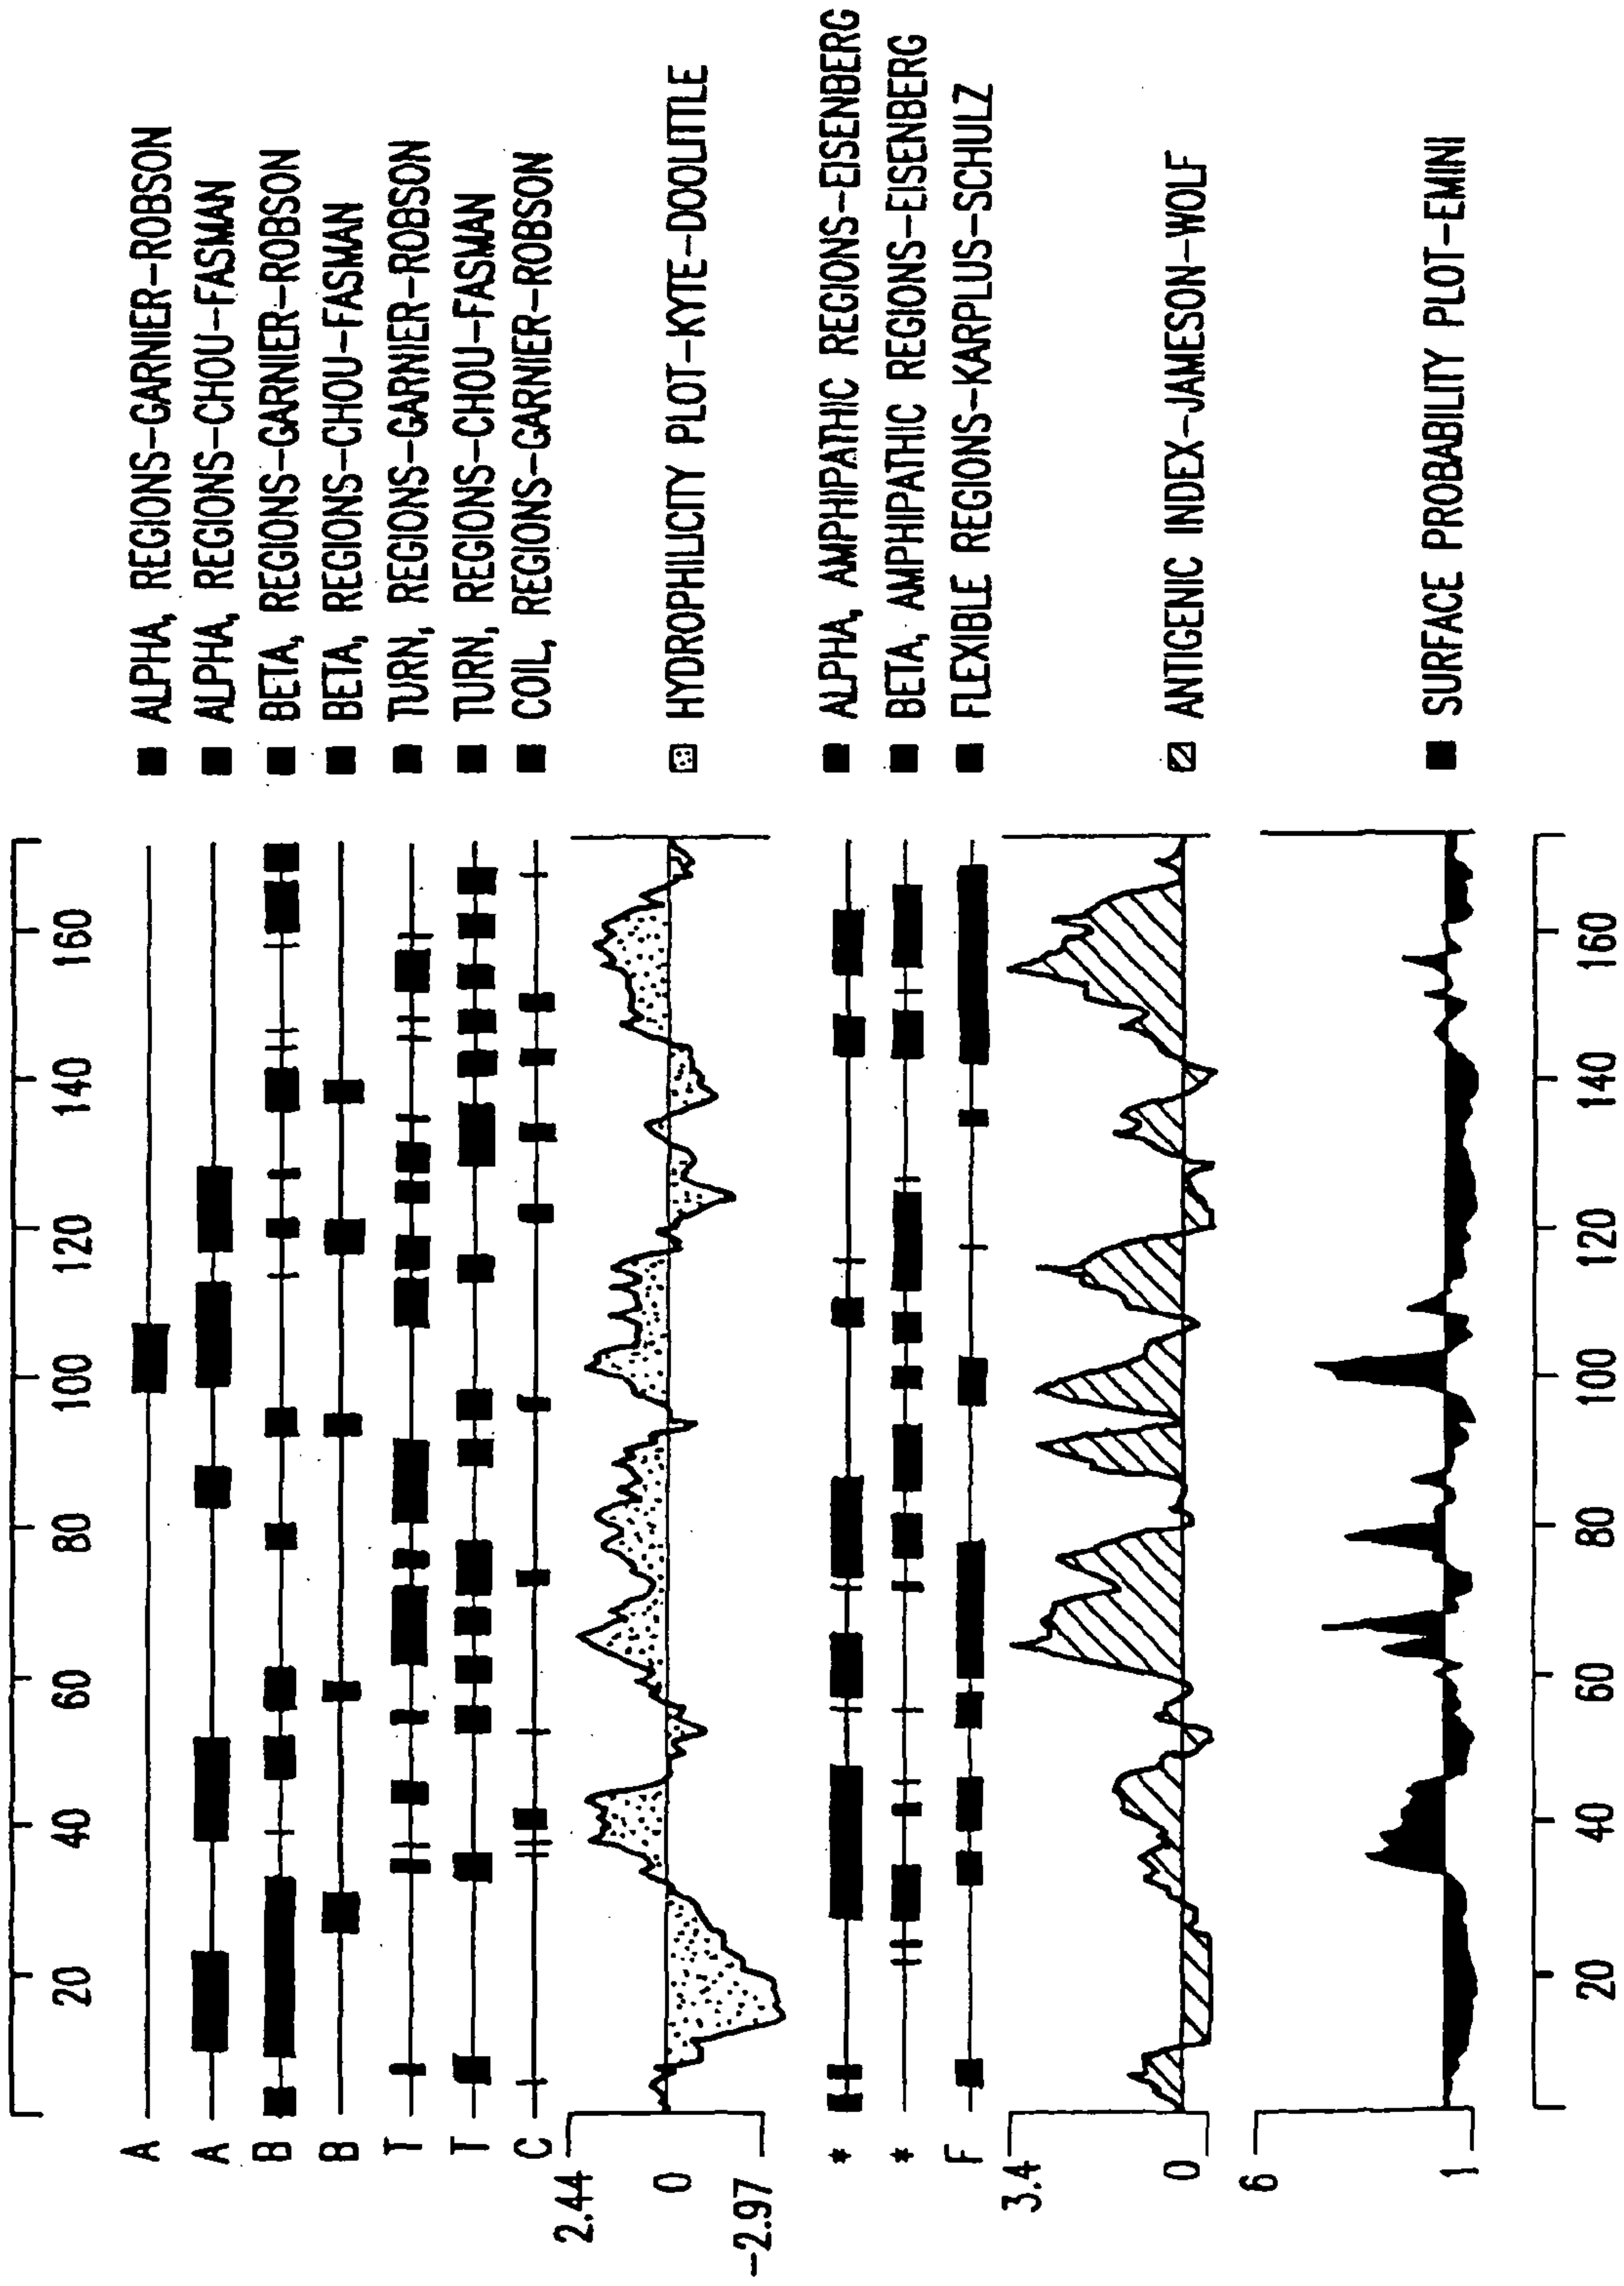 20 40 60 80 100 120 140 160
A ALPHA, REGIONS-GARNIER-ROBSON
A ALPHA, REGIONS-CHOU-FASMAN
B BETA, REGIONS-GARNIER-ROBSON
B BETA, REGIONS-CHOU-FASMAN
T TURN, REGIONS-GARNIER-ROBSON
T TURN, REGIONS-CHOU-FASMAN
C COIL, REGIONS-GARNIER-ROBSON
2.44
0 HYDROPHILICITY PLOT-KYTE-DOOLITTLE
-2.97
* ALPHA, AMPHIPATHIC REGIONS-EISENBERG
* BETA, AMPHIPATHIC REGIONS-EISENBERG
F FLEXIBLE REGIONS-KARPLUS-SCHULZ
3.4
0 ANTIGENIC INDEX-JAMESON-WOLF
6
SURFACE PROBABILITY PLOT-EMINI
1
20 40 60 80 100 120 140 160